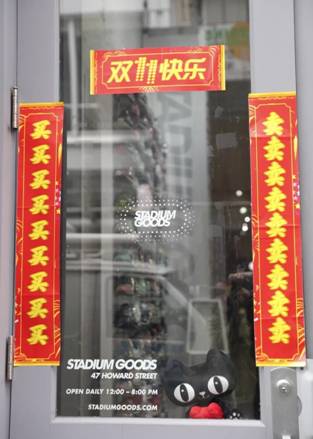 双11快乐
买买买买买买买买买
卖卖卖卖卖卖卖卖卖
STADIUM
GOODS
STADIUM GOODS
47 HOWARD STREET
OPEN DAILY 12:00 - 8:00 PM
STADIUMGOODS.COM